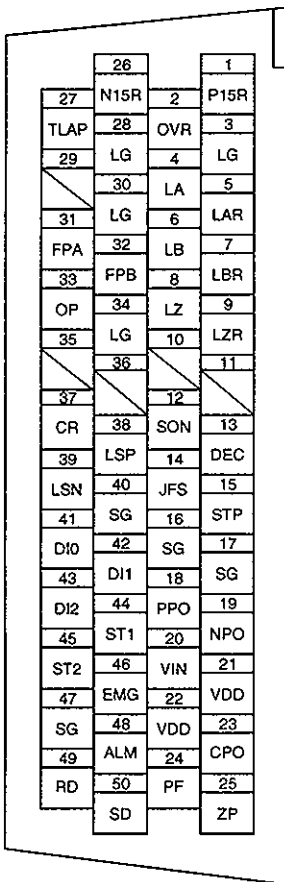 26 1
N15R P15R
27 2
TLAP OVR
28 3
LG LG
29 4
LA
30 5
LG LAR
31 6
FPA LB
32 7
FPB LBR
33 8
OP LZ
34 9
LG LZR
35 10
36 11
37 12
CR SON
38 13
LSP DEC
39 14
LSN JFS
40 15
SG STP
41 16
DI0 SG
42 17
DI1 SG
43 18
DI2 PPO
44 19
ST1 NPO
45 20
ST2 VIN
46 21
EMG VDD
47 22
SG VDD
48 23
ALM CPO
49 24
RD PF
50 25
SD ZP